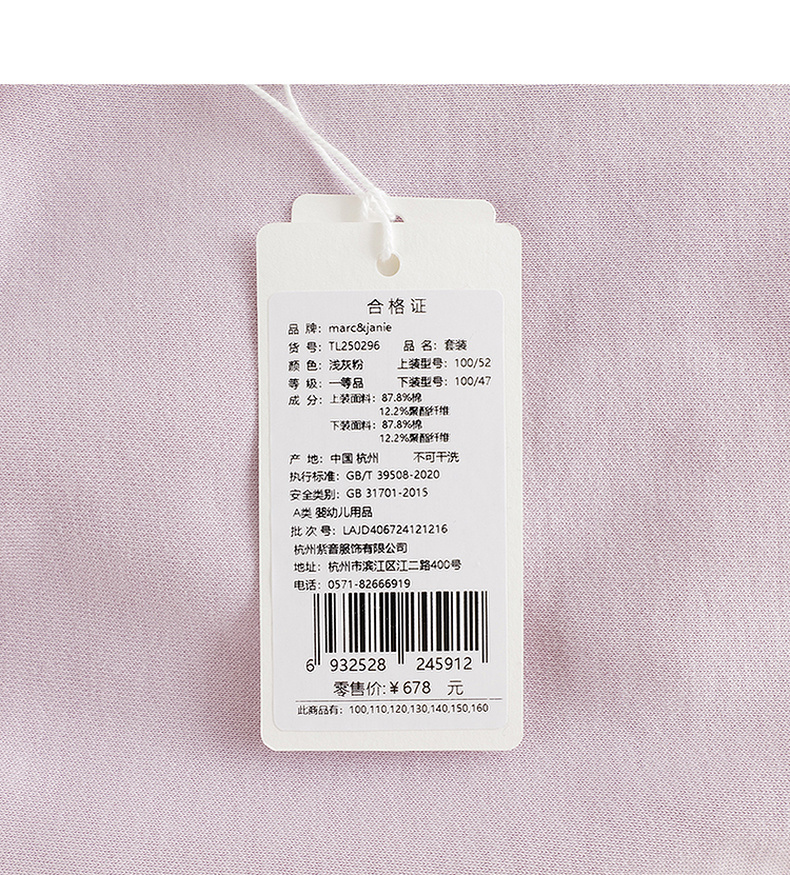 合格证
品 牌：marc&janie
货 号：TL250296 品 名：套装
颜 色：浅灰粉 上装型号：100/52
等 级：一等品 下装型号：100/47
成 分：上装面料：87.8%棉
12.2%聚酯纤维
下装面料：87.8%棉
12.2%聚酯纤维
产 地：中国 杭州 不可干洗
执行标准：GB/T 39508-2020
安全类别：GB 31701-2015
A类 婴幼儿用品
批 次 号：LAJD406724121216
杭州紫音服饰有限公司
地址：杭州市滨江区江二路400号
电话：0571-82666919
6 932528 245912
零售价:￥678 元
此商品有：100,110,120,130,140,150,160